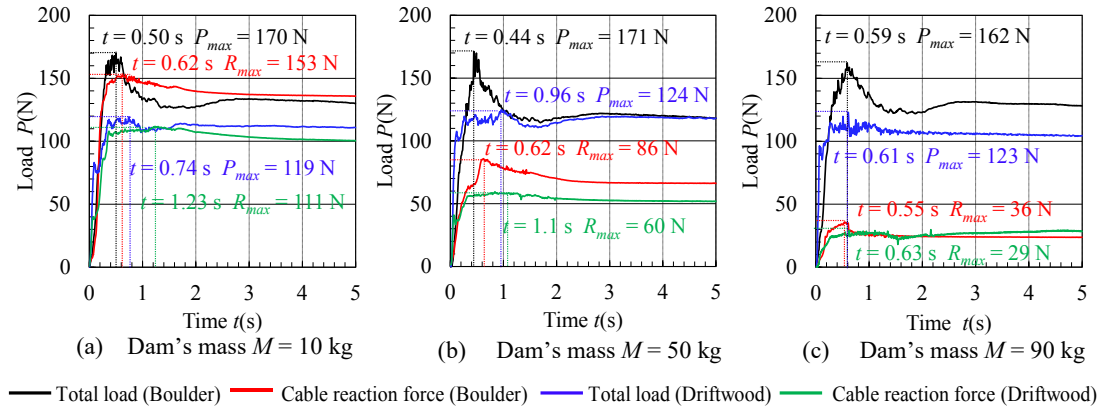 t = 0.50 s P_max = 170 N
t = 0.62 s R_max = 153 N
t = 0.74 s P_max = 119 N
t = 1.23 s R_max = 111 N
Load P(N)
200
150
100
50
0
0 1 2 3 4 5
Time t(s)
(a) Dam's mass M = 10 kg
t = 0.44 s P_max = 171 N
t = 0.96 s P_max = 124 N
t = 0.62 s R_max = 86 N
t = 1.1 s R_max = 60 N
Load P(N)
200
150
100
50
0
0 1 2 3 4 5
Time t(s)
(b) Dam's mass M = 50 kg
t = 0.59 s P_max = 162 N
t = 0.61 s P_max = 123 N
t = 0.55 s R_max = 36 N
t = 0.63 s R_max = 29 N
Load P(N)
200
150
100
50
0
0 1 2 3 4 5
Time t(s)
(c) Dam's mass M = 90 kg
Total load (Boulder) Cable reaction force (Boulder) Total load (Driftwood) Cable reaction force (Driftwood)